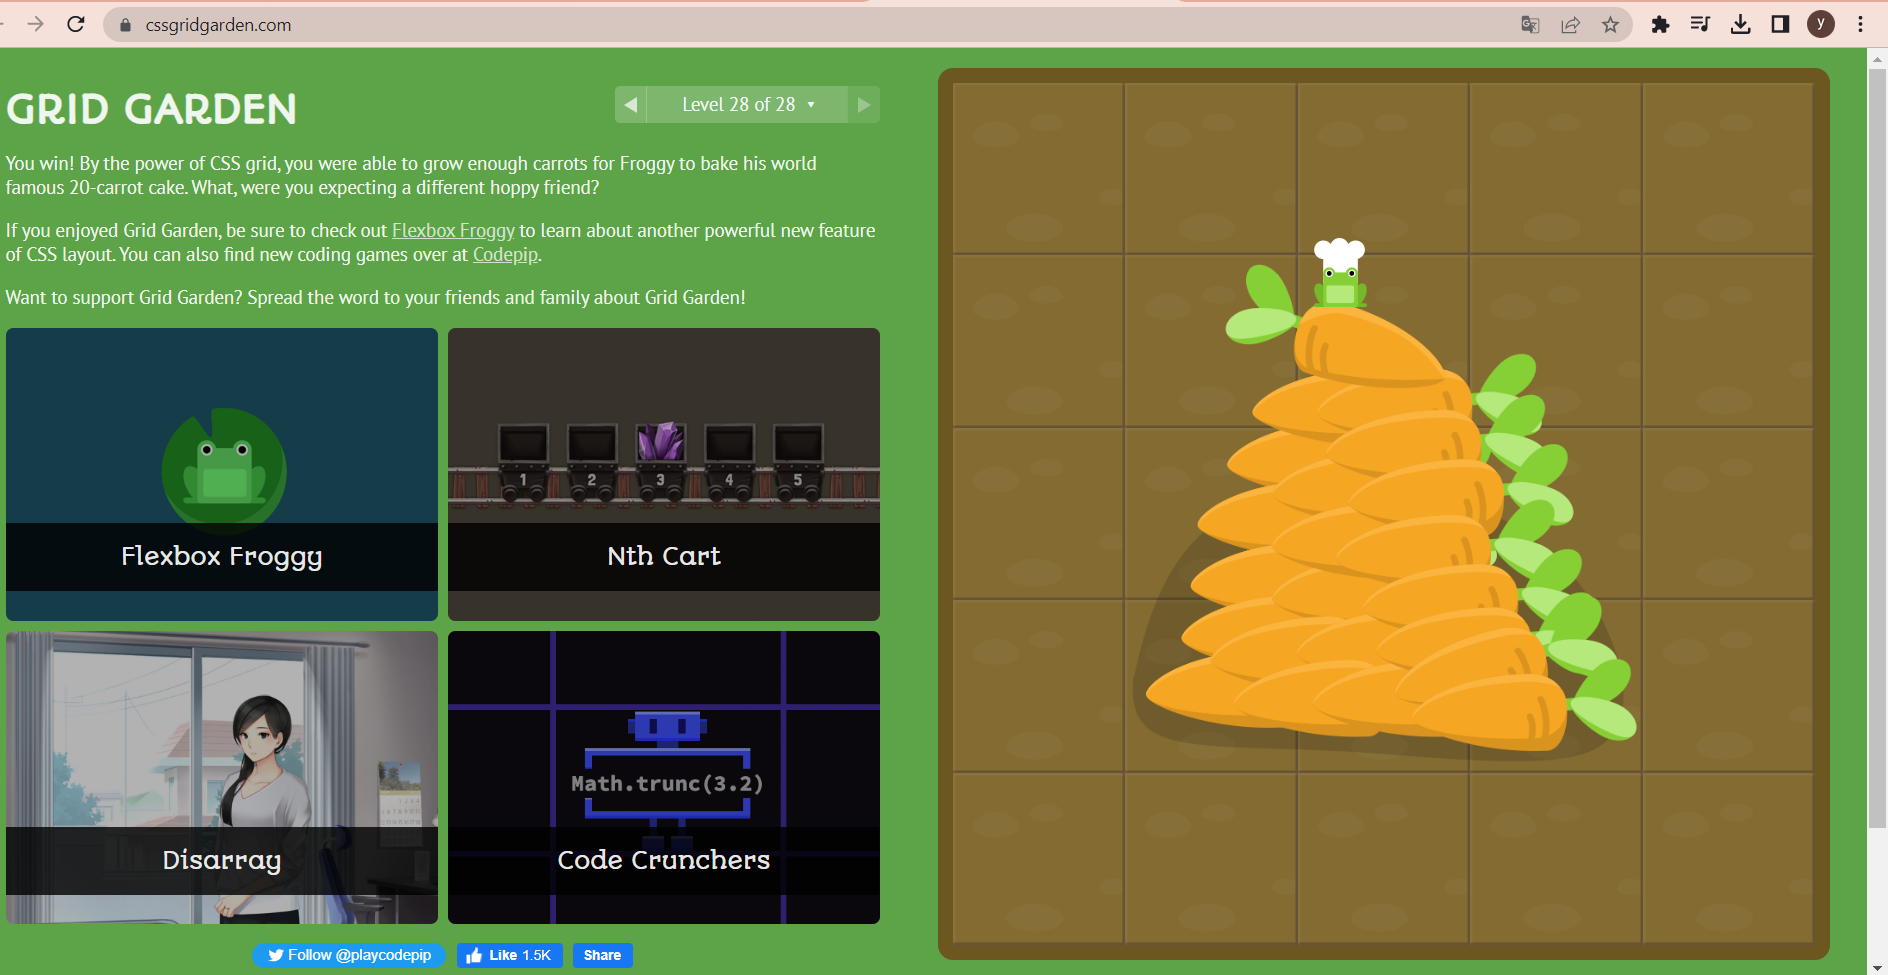 cssgridgarden.com
y
GRID GARDEN
Level 28 of 28
You win! By the power of CSS grid, you were able to grow enough carrots for Froggy to bake his world
famous 20-carrot cake. What, were you expecting a different hoppy friend?
If you enjoyed Grid Garden, be sure to check out Flexbox Froggy to learn about another powerful new feature
of CSS layout. You can also find new coding games over at Codepip.
Want to support Grid Garden? Spread the word to your friends and family about Grid Garden!
1 2 3 4 5
Flexbox Froggy
Nth Cart
Math.trunc(3.2)
Disarray
Code Crunchers
Follow @playcodepip
Like 1.5K
Share